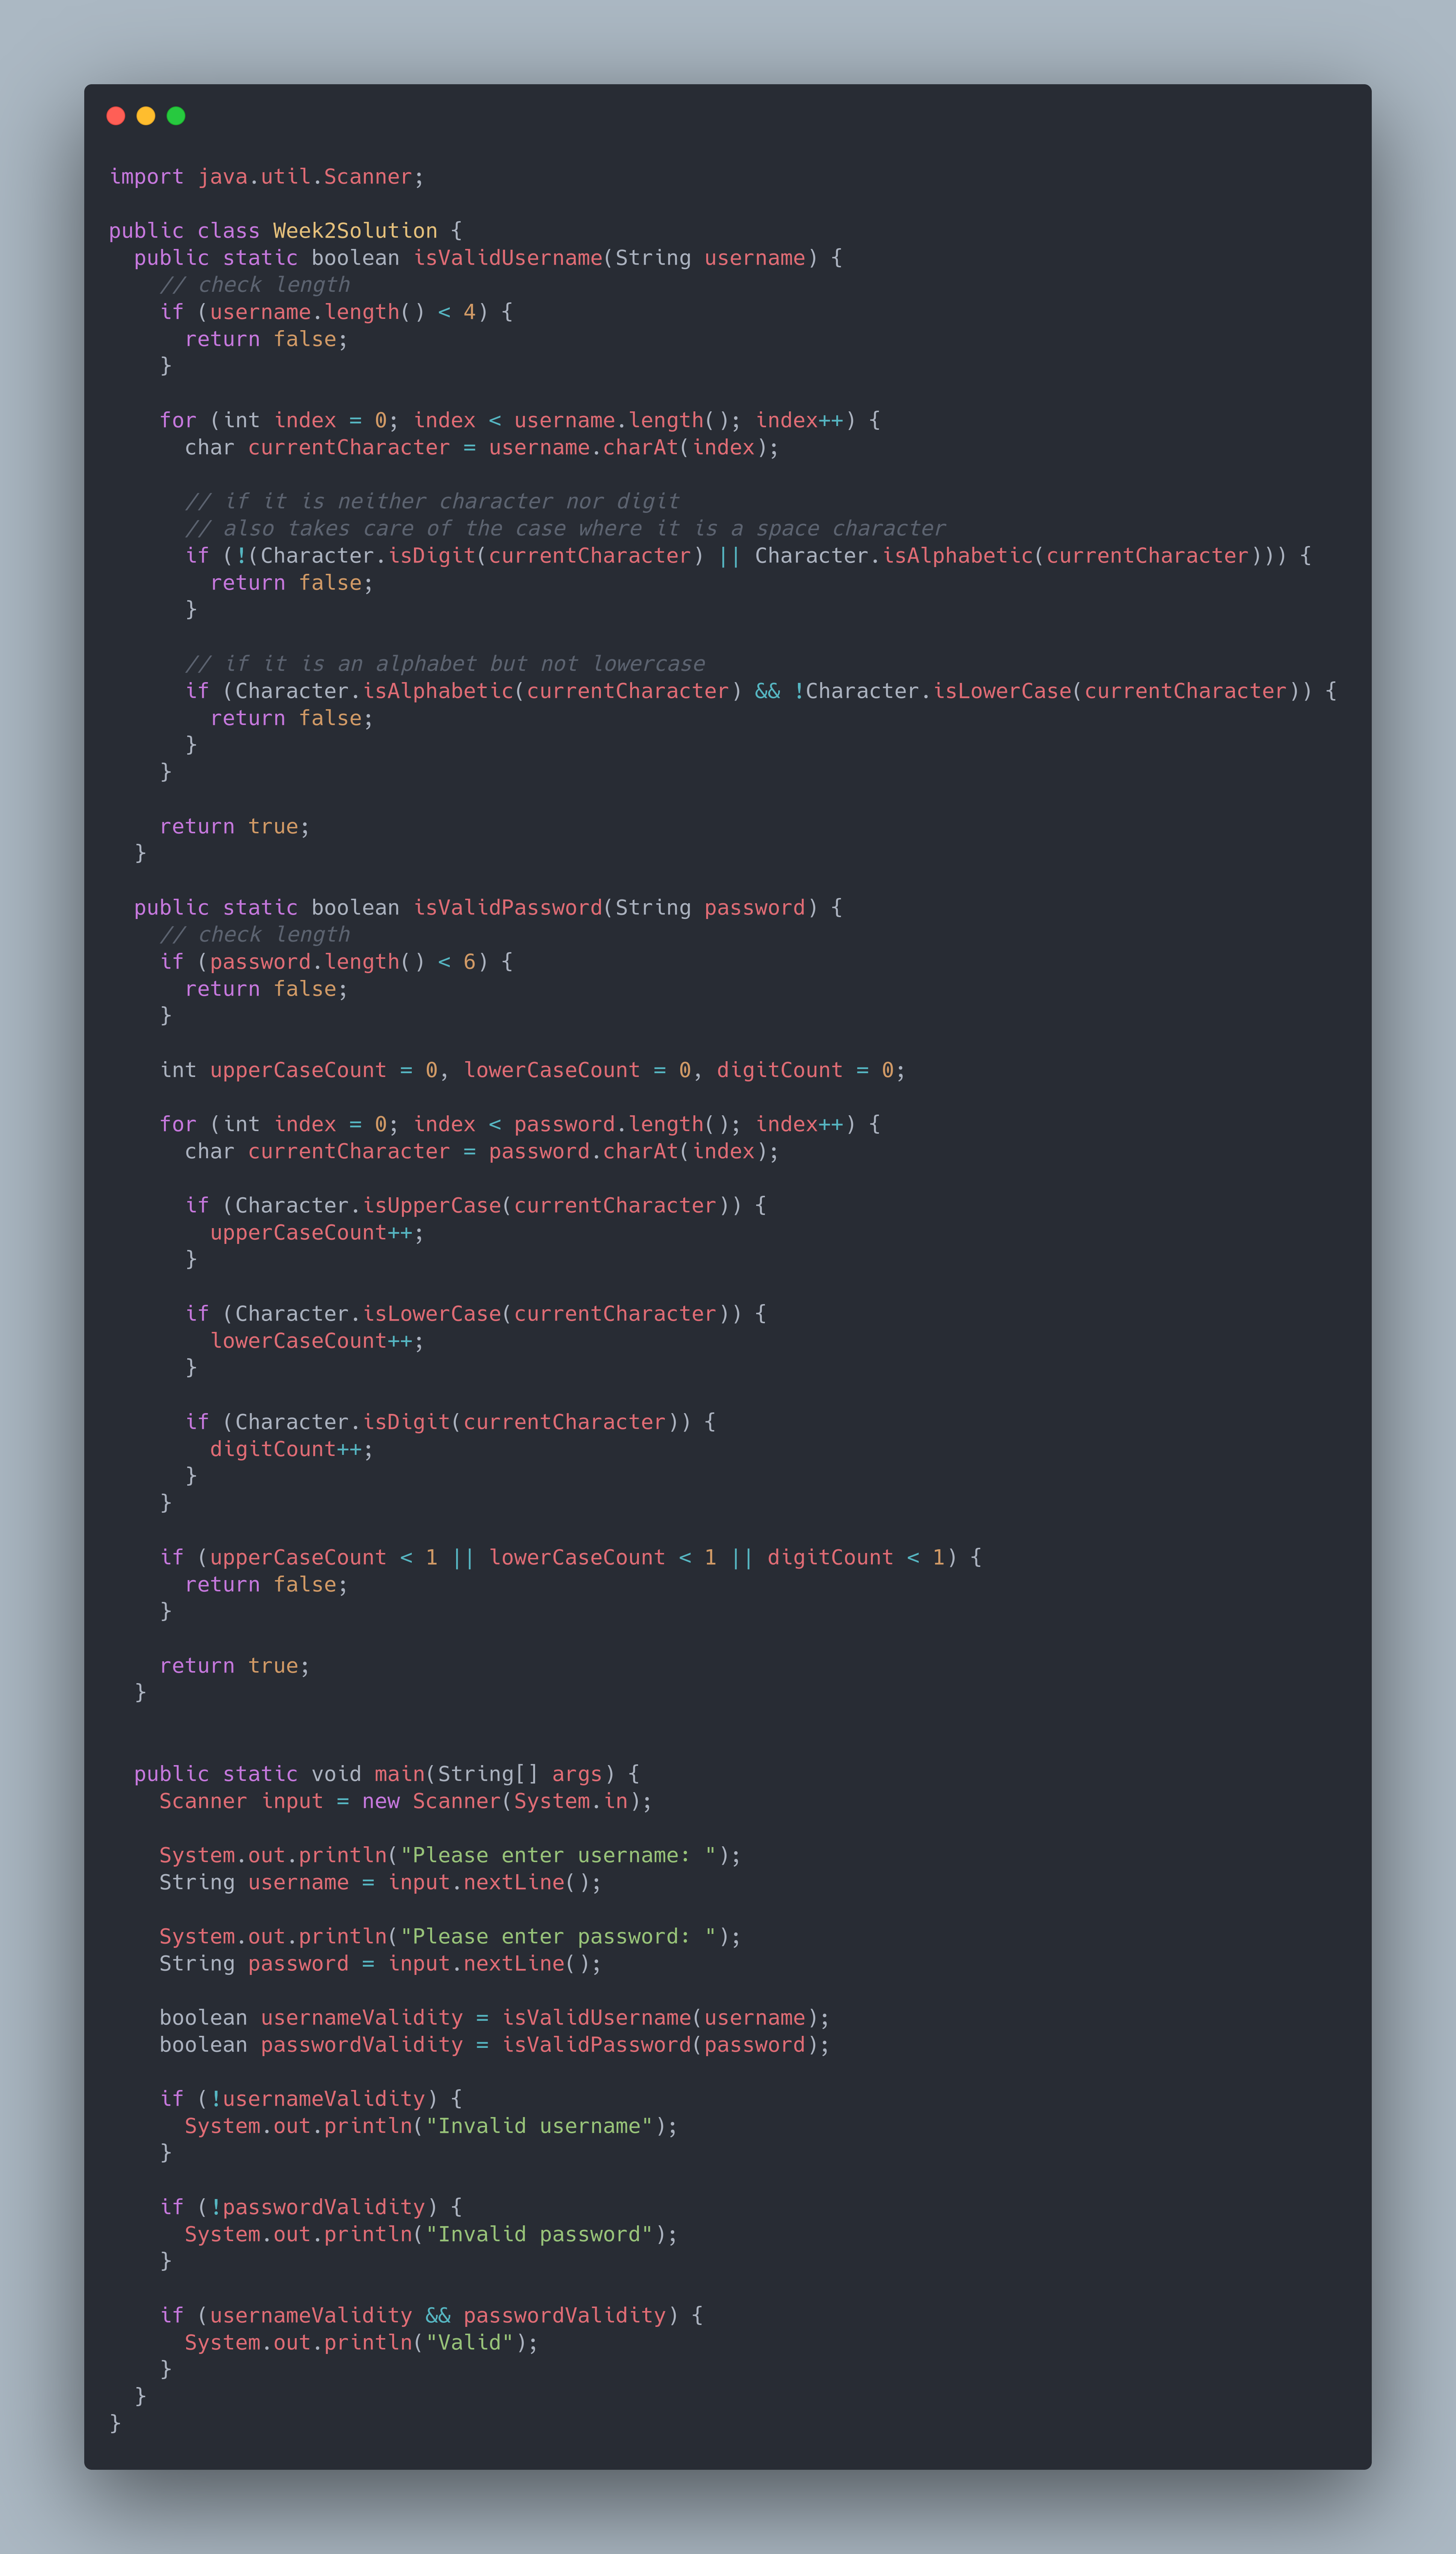 import java.util.Scanner;

public class Week2Solution {
  public static boolean isValidUsername(String username) {
    // check length
    if (username.length() < 4) {
      return false;
    }

    for (int index = 0; index < username.length(); index++) {
      char currentCharacter = username.charAt(index);

      // if it is neither character nor digit
      // also takes care of the case where it is a space character
      if (!(Character.isDigit(currentCharacter) || Character.isAlphabetic(currentCharacter))) {
        return false;
      }

      // if it is an alphabet but not lowercase
      if (Character.isAlphabetic(currentCharacter) && !Character.isLowerCase(currentCharacter)) {
        return false;
      }
    }

    return true;
  }

  public static boolean isValidPassword(String password) {
    // check length
    if (password.length() < 6) {
      return false;
    }

    int upperCaseCount = 0, lowerCaseCount = 0, digitCount = 0;

    for (int index = 0; index < password.length(); index++) {
      char currentCharacter = password.charAt(index);

      if (Character.isUpperCase(currentCharacter)) {
        upperCaseCount++;
      }

      if (Character.isLowerCase(currentCharacter)) {
        lowerCaseCount++;
      }

      if (Character.isDigit(currentCharacter)) {
        digitCount++;
      }
    }

    if (upperCaseCount < 1 || lowerCaseCount < 1 || digitCount < 1) {
      return false;
    }

    return true;
  }


  public static void main(String[] args) {
    Scanner input = new Scanner(System.in);

    System.out.println("Please enter username: ");
    String username = input.nextLine();

    System.out.println("Please enter password: ");
    String password = input.nextLine();

    boolean usernameValidity = isValidUsername(username);
    boolean passwordValidity = isValidPassword(password);

    if (!usernameValidity) {
      System.out.println("Invalid username");
    }

    if (!passwordValidity) {
      System.out.println("Invalid password");
    }

    if (usernameValidity && passwordValidity) {
      System.out.println("Valid");
    }
  }
}